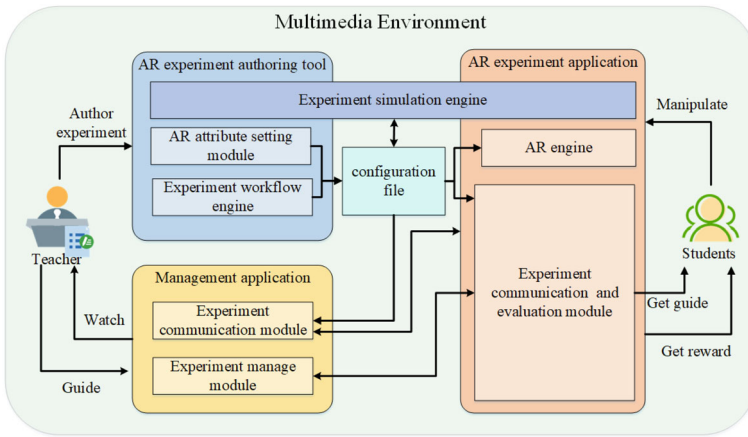 Multimedia Environment
AR experiment authoring tool
AR experiment application
Experiment simulation engine
Author
experiment
Manipulate
AR attribute setting
module
AR engine
configuration
file
Experiment workflow
engine
Teacher
Students
Management application
Experiment
communication module
Experiment
communication and
evaluation module
Get guide
Watch
Get reward
Experiment manage
module
Guide